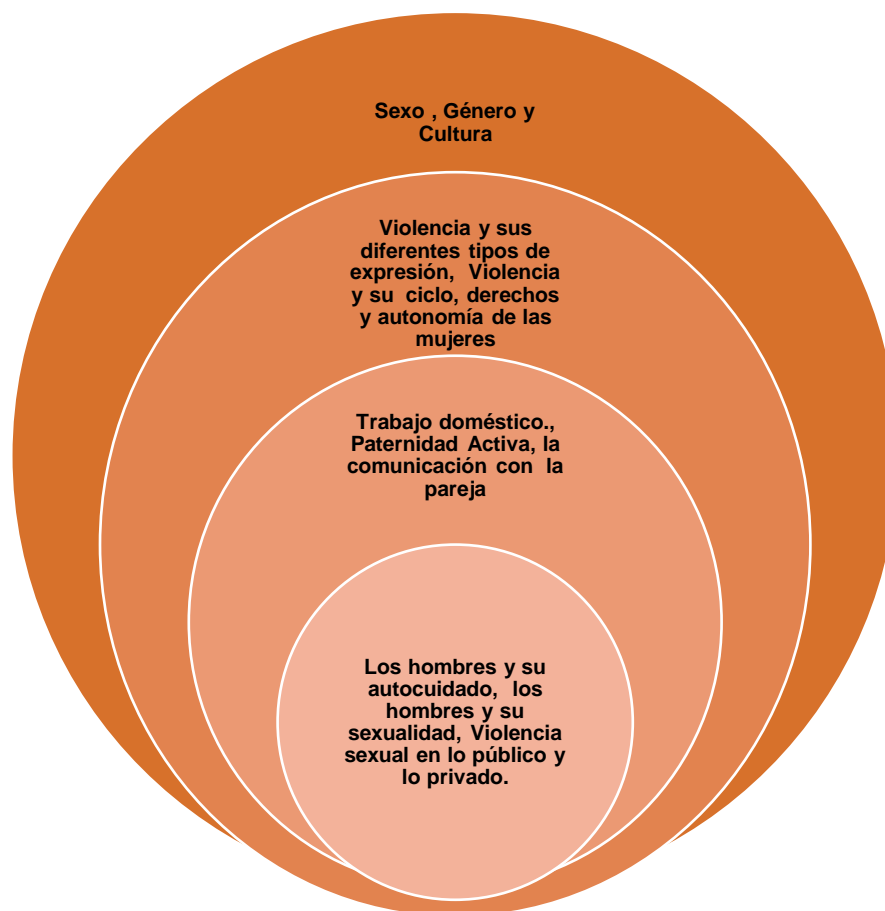 Sexo , Género y
Cultura
Violencia y sus
diferentes tipos de
expresión, Violencia
y su ciclo, derechos
y autonomía de las
mujeres
Trabajo doméstico.,
Paternidad Activa, la
comunicación con la
pareja
Los hombres y su
autocuidado, los
hombres y su
sexualidad, Violencia
sexual en lo público y
lo privado.